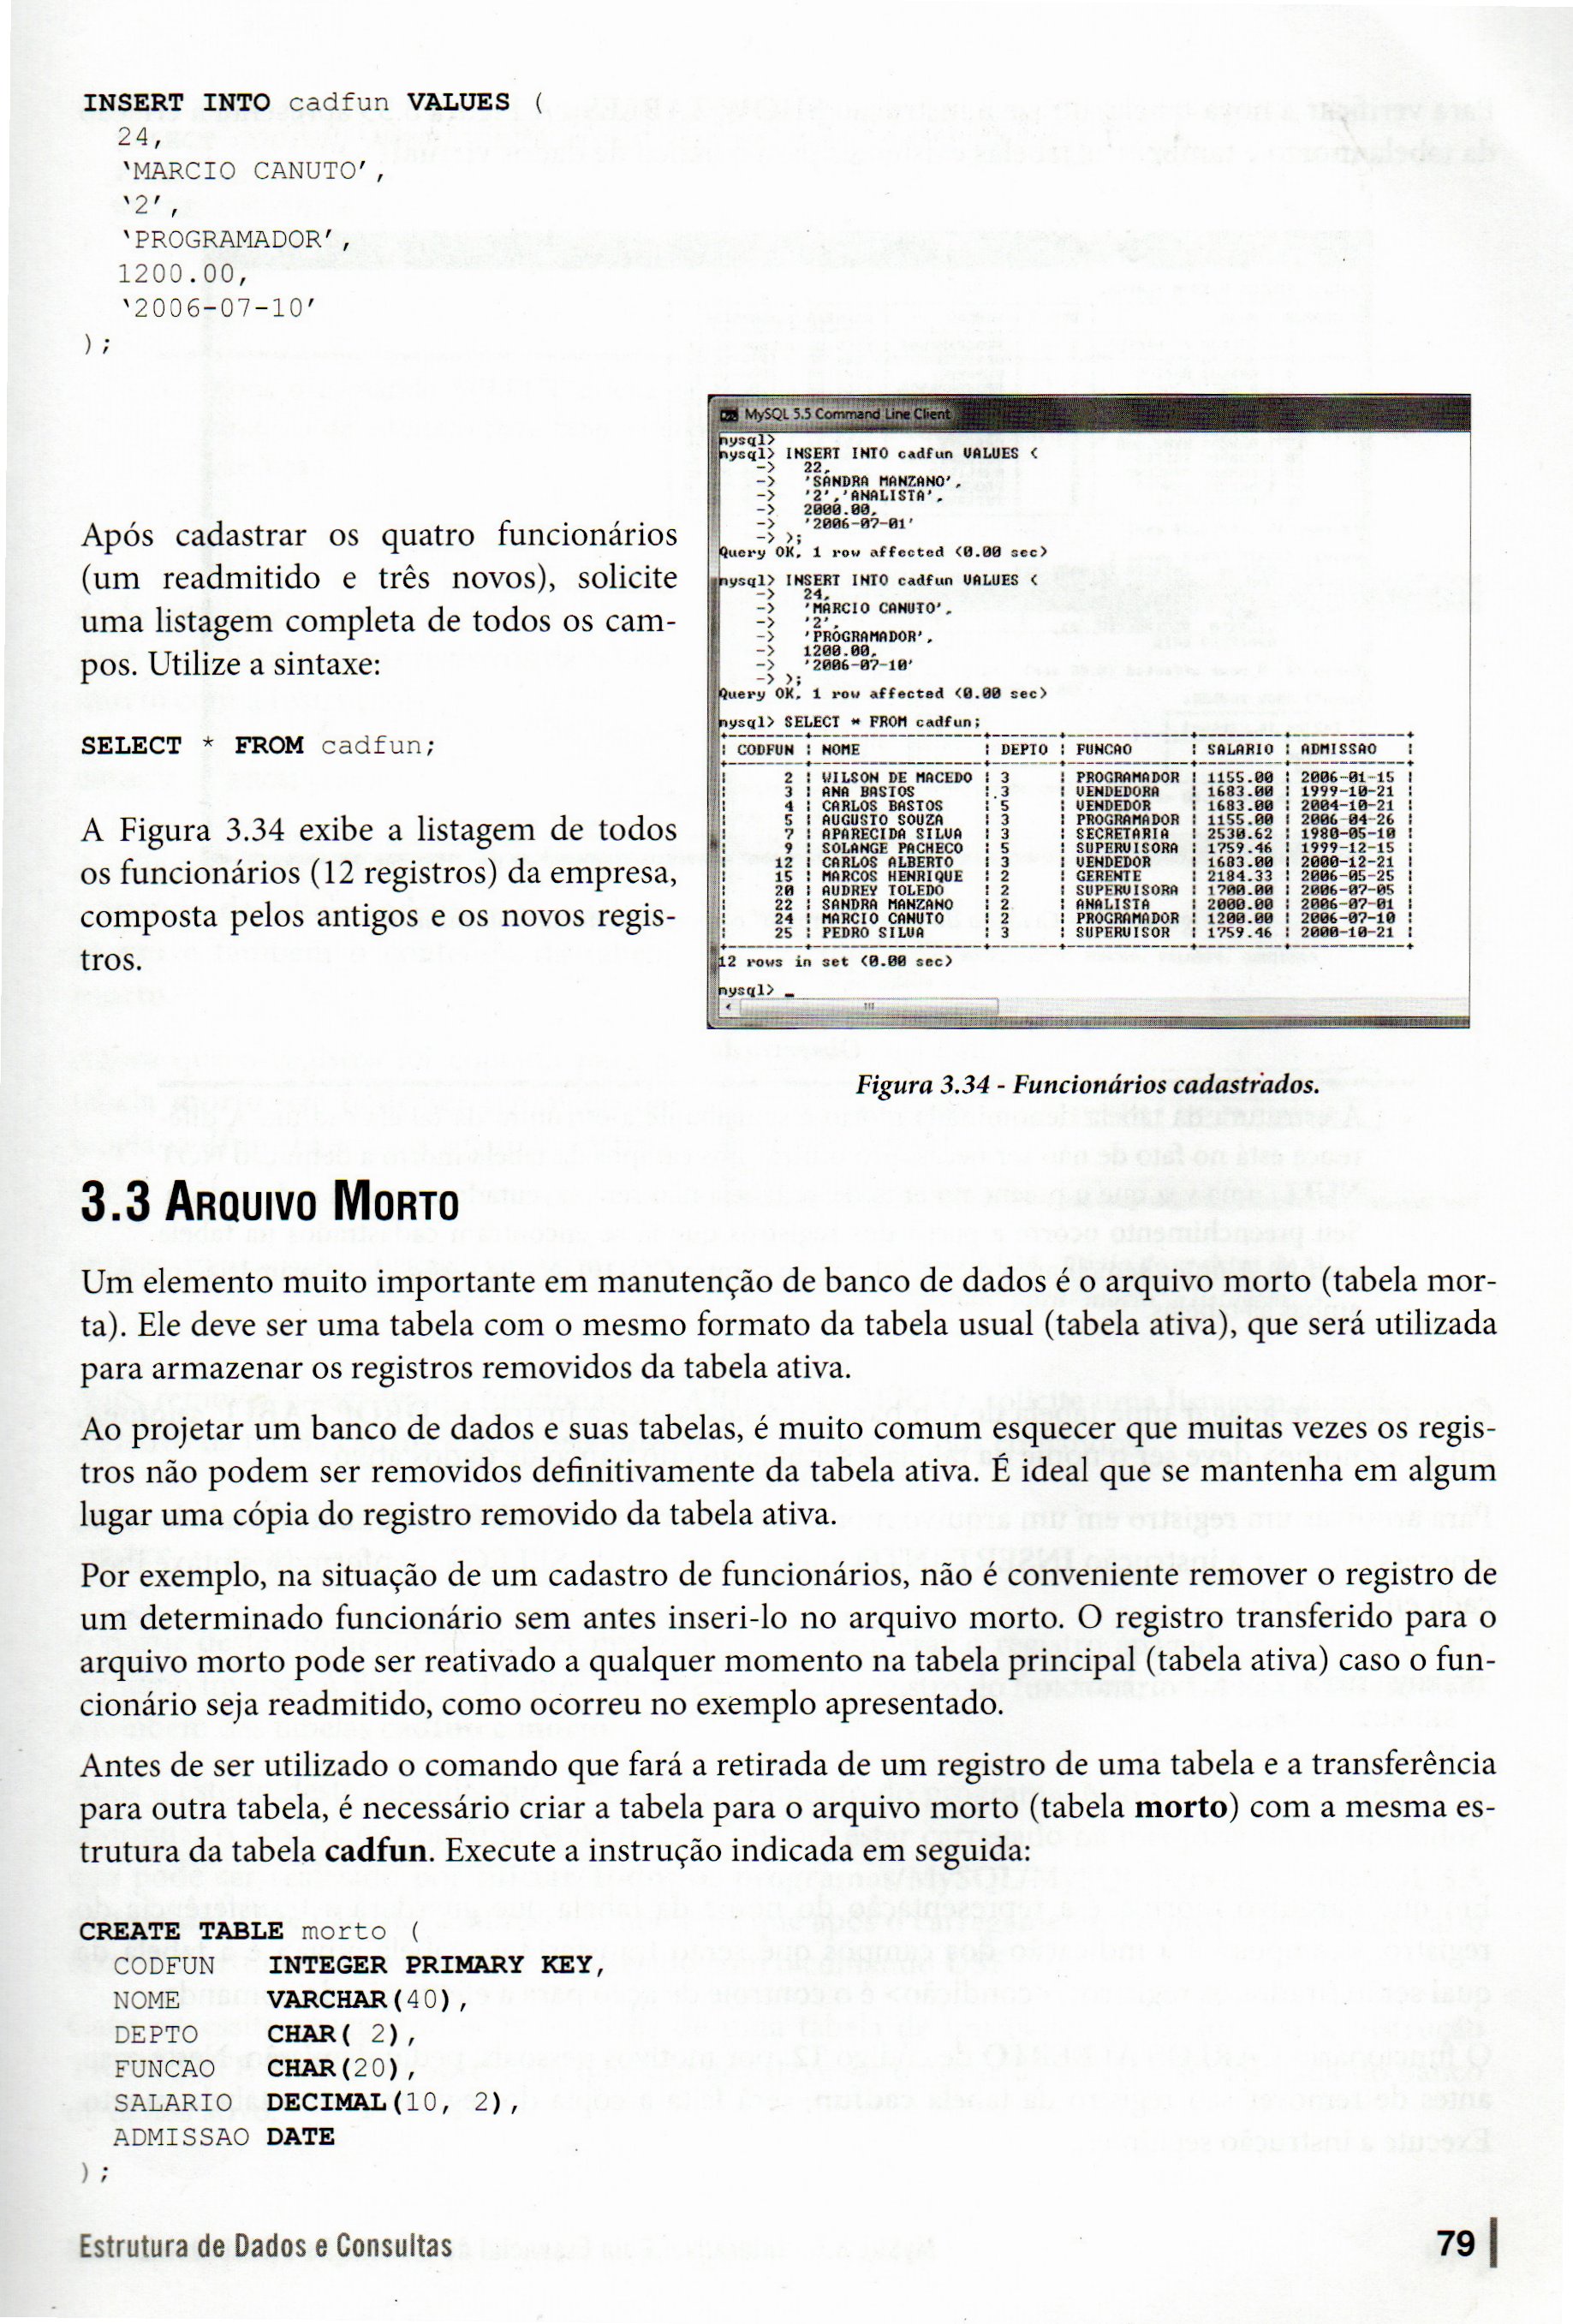 INSERT INTO cadfun VALUES (
24,
‘MARCIO CANUTO’,
‘2’,
‘PROGRAMADOR’,
1200.00,
‘2006-07-10’
);
Após cadastrar os quatro funcionários
(um readmitido e três novos), solicite
uma listagem completa de todos os cam-
pos. Utilize a sintaxe:
SELECT * FROM cadfun;
A Figura 3.34 exibe a listagem de todos
os funcionários (12 registros) da empresa,
composta pelos antigos e os novos regis-
tros.
MySQL 5.5 Command Line Client
mysql>
mysql> INSERT INTO cadfun VALUES (
-> 22,
-> 'SANDRA MANZANO',
-> '2','ANALISTA',
-> 2000.00,
-> '2006-07-01'
-> );
Query OK, 1 row affected (0.00 sec)
mysql> INSERT INTO cadfun VALUES (
-> 24,
-> 'MARCIO CANUTO',
-> '2',
-> 'PROGRAMADOR',
-> 1200.00,
-> '2006-07-10'
-> );
Query OK, 1 row affected (0.00 sec)
mysql> SELECT * FROM cadfun;
| CODFUN | NOME | DEPTO | FUNCAO | SALARIO | ADMISSAO |
| 2 | WILSON DE MACEDO | 3 | PROGRAMADOR | 1155.00 | 2006-01-15 |
| 3 | ANA BASTOS | 3 | VENDEDORA | 1683.00 | 1999-10-21 |
| 4 | CARLOS BASTOS | 5 | VENDEDOR | 1683.00 | 2004-10-21 |
| 5 | AUGUSTO SOUZA | 3 | PROGRAMADOR | 1155.00 | 2006-04-26 |
| 7 | APARECIDA SILVA | 3 | SECRETARIA | 2530.62 | 1980-05-10 |
| 9 | SOLANGE PACHECO | 5 | SUPERVISORA | 1759.46 | 1999-12-15 |
| 12 | CARLOS ALBERTO | 3 | VENDEDOR | 1683.00 | 2000-12-21 |
| 15 | MARCOS HENRIQUE | 2 | GERENTE | 2184.33 | 2006-05-25 |
| 20 | AUDREY TOLEDO | 2 | SUPERVISORA | 1700.00 | 2006-07-05 |
| 22 | SANDRA MANZANO | 2 | ANALISTA | 2000.00 | 2006-07-01 |
| 24 | MARCIO CANUTO | 2 | PROGRAMADOR | 1200.00 | 2006-07-10 |
| 25 | PEDRO SILVA | 3 | SUPERVISOR | 1759.46 | 2000-10-21 |
12 rows in set (0.00 sec)
mysql> _
Figura 3.34 - Funcionários cadastrados.
3.3 ARQUIVO MORTO
Um elemento muito importante em manutenção de banco de dados é o arquivo morto (tabela mor-
ta). Ele deve ser uma tabela com o mesmo formato da tabela usual (tabela ativa), que será utilizada
para armazenar os registros removidos da tabela ativa.
Ao projetar um banco de dados e suas tabelas, é muito comum esquecer que muitas vezes os regis-
tros não podem ser removidos definitivamente da tabela ativa. É ideal que se mantenha em algum
lugar uma cópia do registro removido da tabela ativa.
Por exemplo, na situação de um cadastro de funcionários, não é conveniente remover o registro de
um determinado funcionário sem antes inseri-lo no arquivo morto. O registro transferido para o
arquivo morto pode ser reativado a qualquer momento na tabela principal (tabela ativa) caso o fun-
cionário seja readmitido, como ocorreu no exemplo apresentado.
Antes de ser utilizado o comando que fará a retirada de um registro de uma tabela e a transferência
para outra tabela, é necessário criar a tabela para o arquivo morto (tabela morto) com a mesma es-
trutura da tabela cadfun. Execute a instrução indicada em seguida:
CREATE TABLE morto (
CODFUN INTEGER PRIMARY KEY,
NOME VARCHAR(40),
DEPTO CHAR( 2),
FUNCAO CHAR(20),
SALARIO DECIMAL(10, 2),
ADMISSAO DATE
);
Estrutura de Dados e Consultas
79